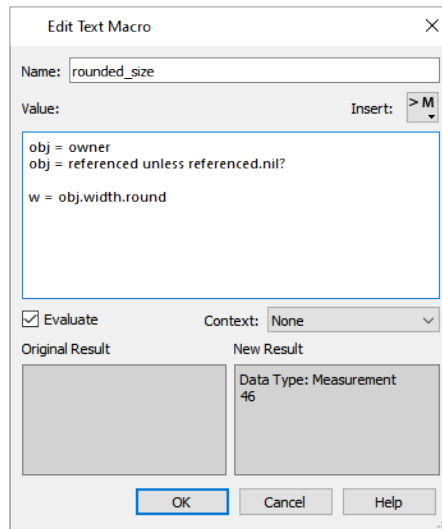 Edit Text Macro
Name: rounded_size
Value: Insert: > M
obj = owner
obj = referenced unless referenced.nil?
w = obj.width.round
Evaluate Context: None
Original Result New Result
Data Type: Measurement
46
OK Cancel Help